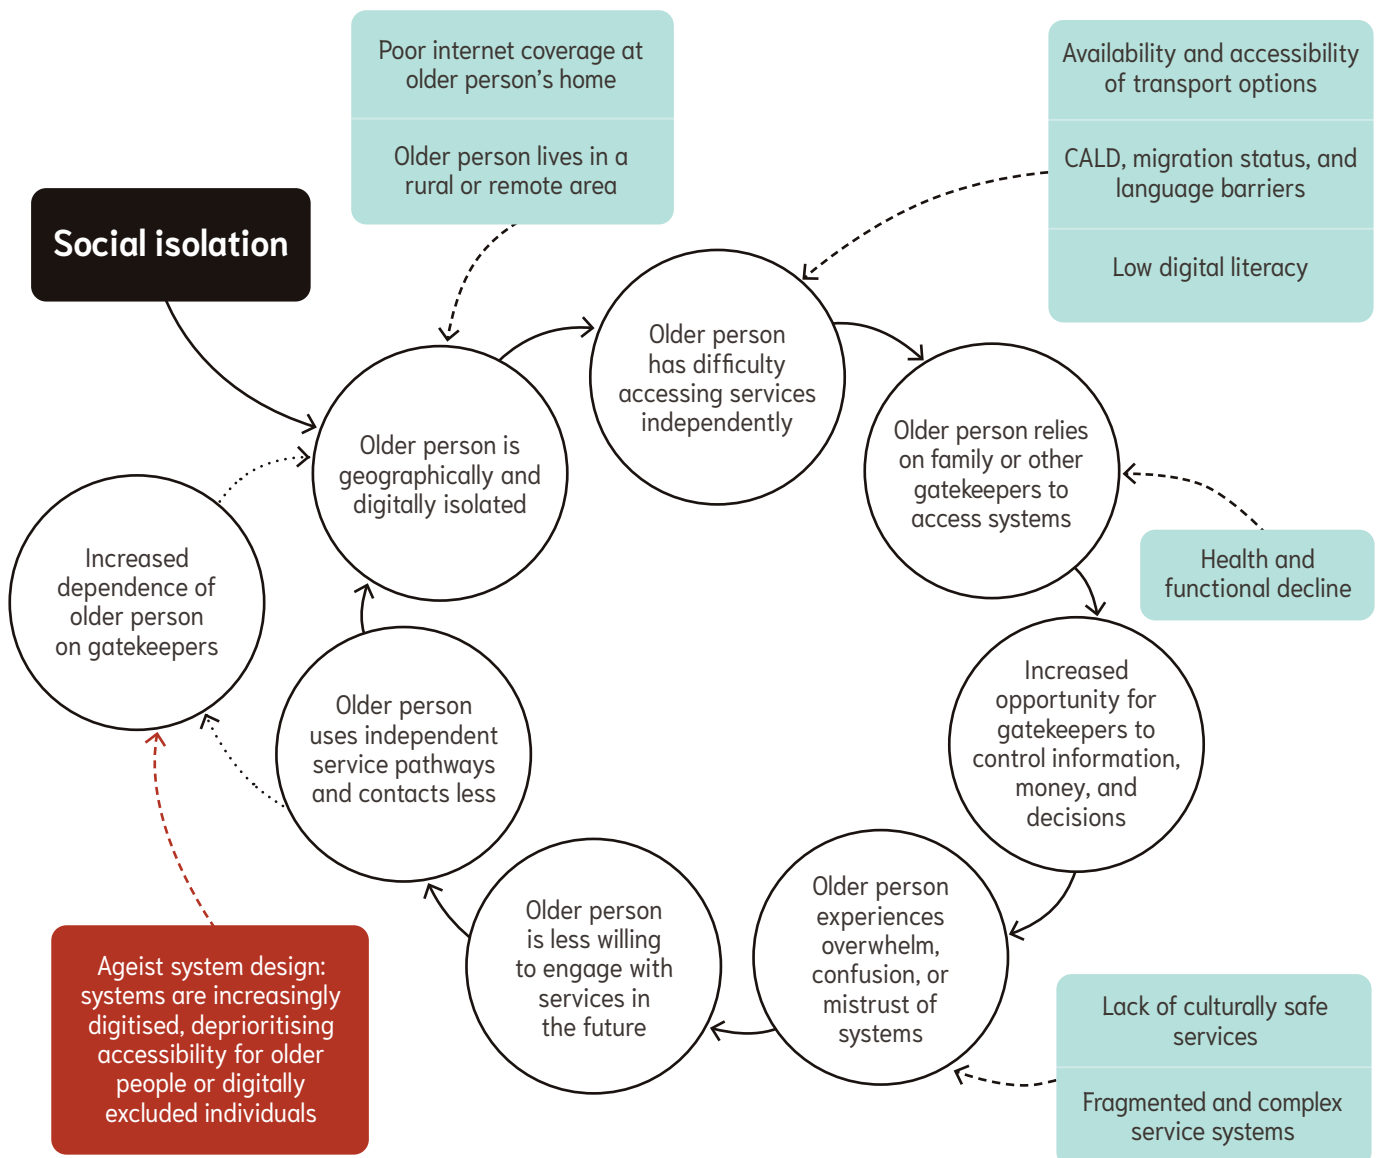 Poor internet coverage at
older person's home
Older person lives in a
rural or remote area
Availability and accessibility
of transport options
CALD, migration status, and
language barriers
Low digital literacy
Social isolation
Older person is
geographically and
digitally isolated
Older person
has difficulty
accessing services
independently
Older person relies
on family or other
gatekeepers to
access systems
Health and
functional decline
Increased
opportunity for
gatekeepers to
control information,
money, and
decisions
Older person
experiences
overwhelm,
confusion, or
mistrust of
systems
Lack of culturally safe
services
Fragmented and complex
service systems
Older person
is less willing
to engage with
services in
the future
Older person
uses independent
service pathways
and contacts less
Increased
dependence of
older person
on gatekeepers
Ageist system design:
systems are increasingly
digitised, deprioritising
accessibility for older
people or digitally
excluded individuals